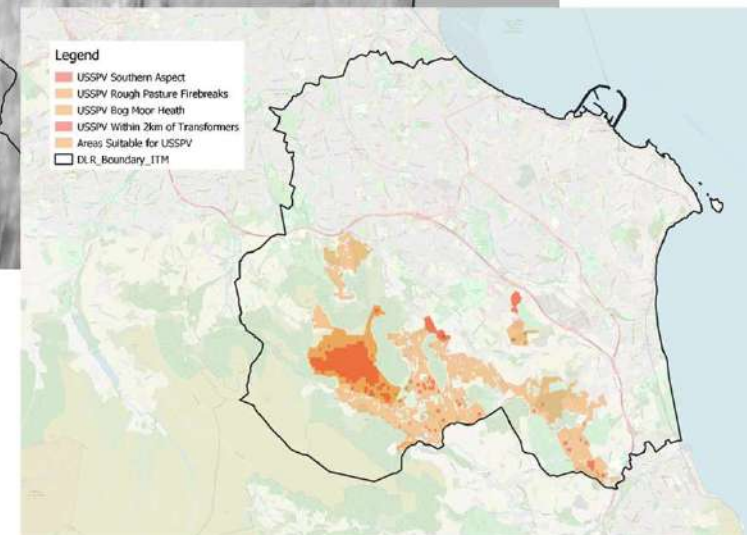 Legend
USSPV Southern Aspect
USSPV Rough Pasture Firebreaks
USSPV Bog Moor Heath
USSPV Within 2km of Transformers
Areas Suitable for USSPV
DLR_Boundary_ITM